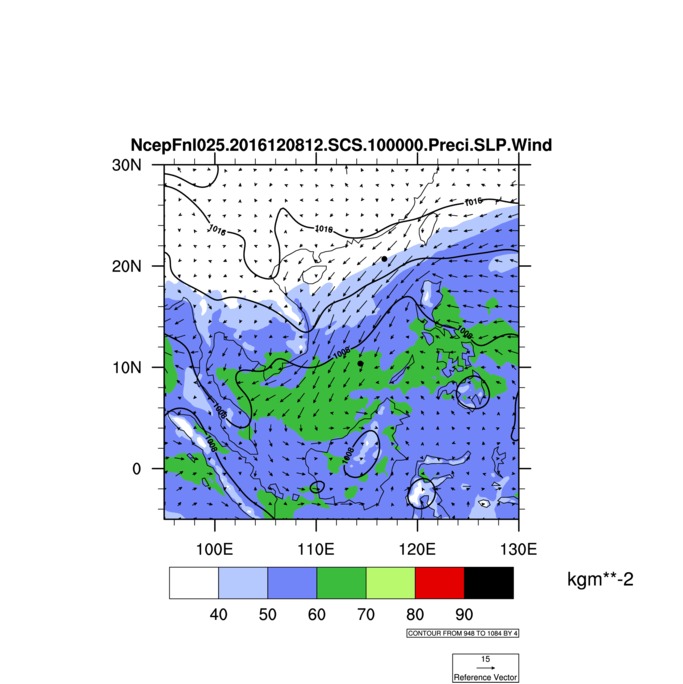 NcepFnl025.2016120812.SCS.100000.Preci.SLP.Wind
30N
1016
1016
1016
20N
1008
1008
10N
1008
1008
1008
0
100E 110E 120E 130E
kgm**-2
40 50 60 70 80 90
CONTOUR FROM 948 TO 1084 BY 4
15
Reference Vector